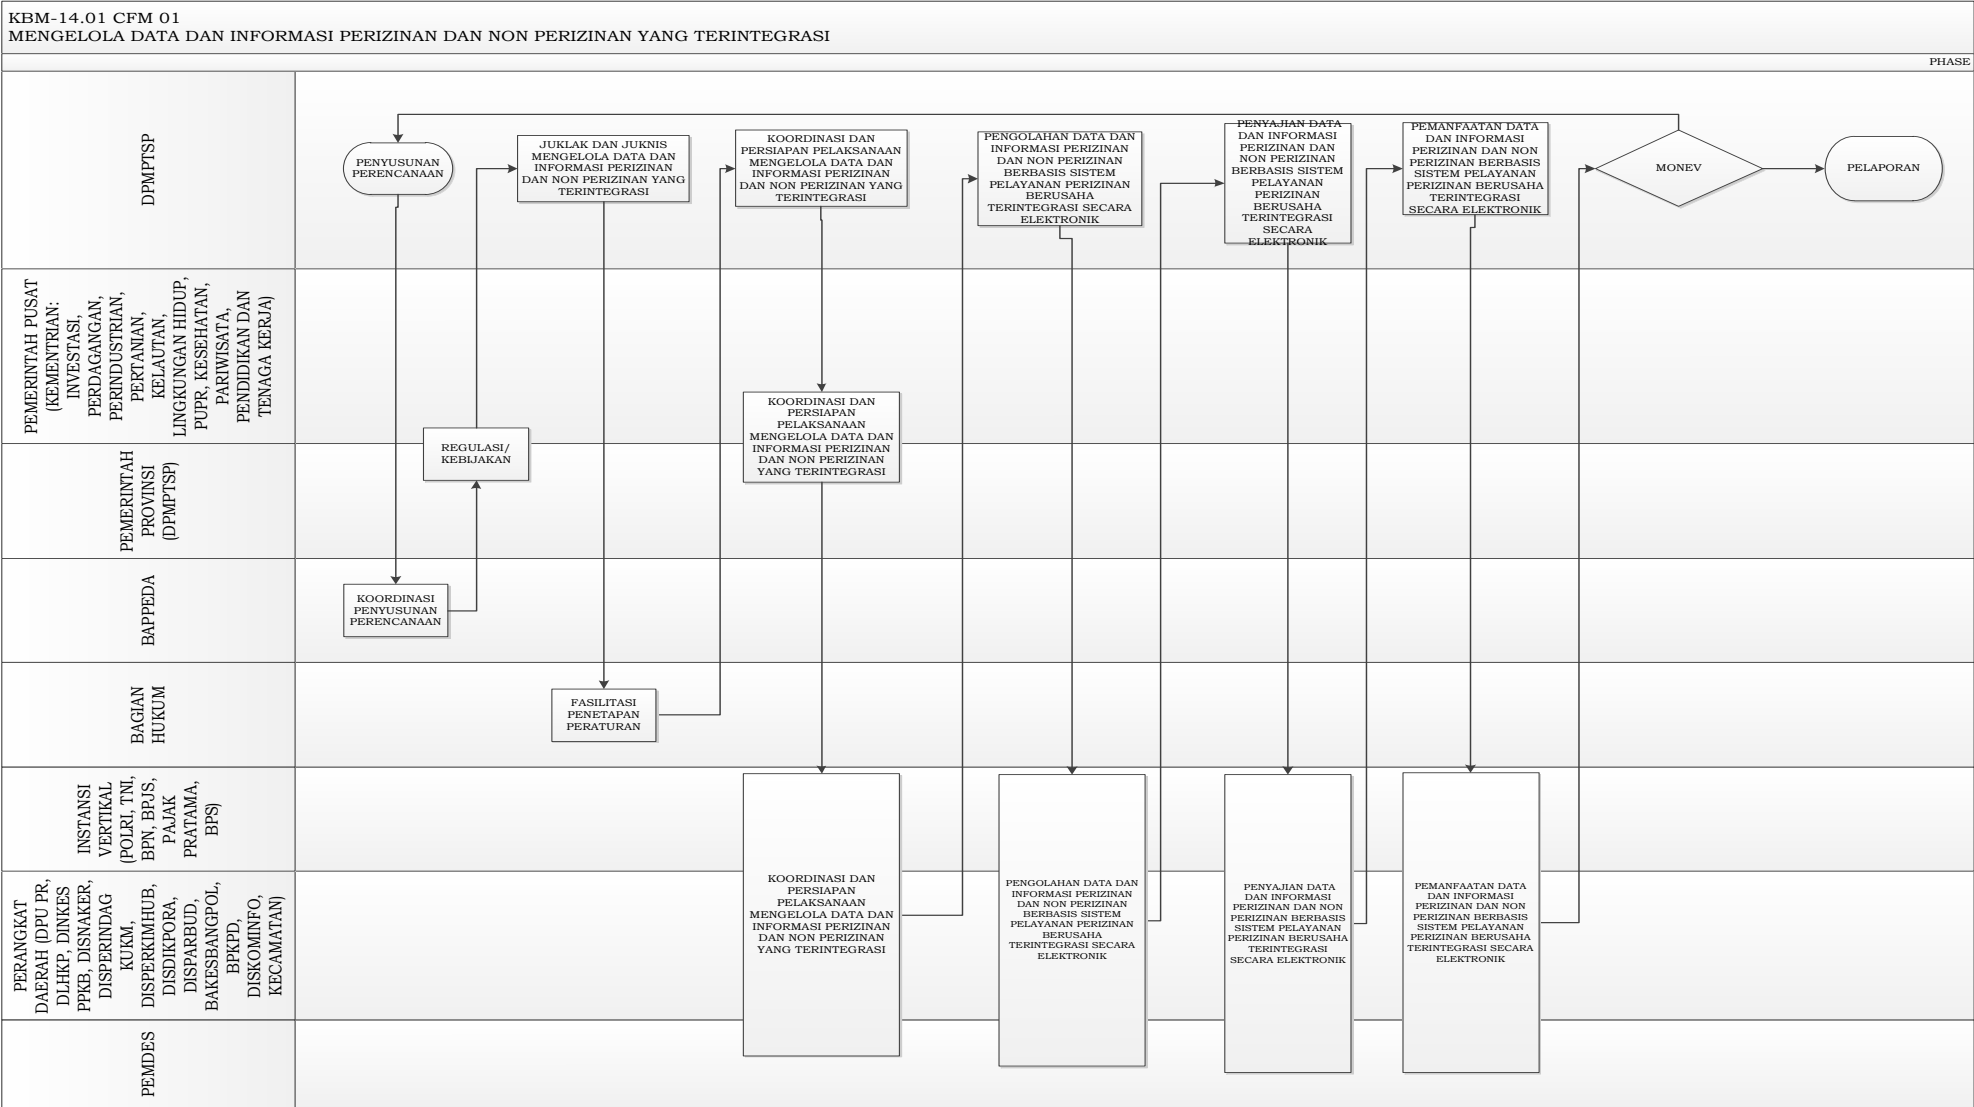 KBM-14.01 CFM 01
MENGELOLA DATA DAN INFORMASI PERIZINAN DAN NON PERIZINAN YANG TERINTEGRASI
PHASE
DPMPTSP
PENYUSUNAN
PERENCANAAN
JUKLAK DAN JUKNIS
MENGELOLA DATA DAN
INFORMASI PERIZINAN
DAN NON PERIZINAN YANG
TERINTEGRASI
KOORDINASI DAN
PERSIAPAN PELAKSANAAN
MENGELOLA DATA DAN
INFORMASI PERIZINAN
DAN NON PERIZINAN YANG
TERINTEGRASI
PENGOLAHAN DATA DAN
INFORMASI PERIZINAN
DAN NON PERIZINAN
BERBASIS SISTEM
PELAYANAN PERIZINAN
BERUSAHA
TERINTEGRASI SECARA
ELEKTRONIK
PENYAJIAN DATA
DAN INFORMASI
PERIZINAN DAN
NON PERIZINAN
BERBASIS SISTEM
PELAYANAN
PERIZINAN
BERUSAHA
TERINTEGRASI
SECARA
ELEKTRONIK
PEMANFAATAN DATA
DAN INFORMASI
PERIZINAN DAN NON
PERIZINAN BERBASIS
SISTEM PELAYANAN
PERIZINAN BERUSAHA
TERINTEGRASI
SECARA ELEKTRONIK
MONEV
PELAPORAN
PEMERINTAH PUSAT
(KEMENTRIAN:
INVESTASI,
PERDAGANGAN,
PERINDUSTRIAN,
PERTANIAN,
KELAUTAN,
LINGKUNGAN HIDUP,
PUPR, KESEHATAN,
PARIWISATA,
PENDIDIKAN DAN
TENAGA KERJA)
KOORDINASI DAN
PERSIAPAN
PELAKSANAAN
MENGELOLA DATA DAN
INFORMASI PERIZINAN
DAN NON PERIZINAN
YANG TERINTEGRASI
REGULASI/
KEBIJAKAN
PEMERINTAH
PROVINSI
(DPMPTSP)
BAPPEDA
KOORDINASI
PENYUSUNAN
PERENCANAAN
BAGIAN
HUKUM
FASILITASI
PENETAPAN
PERATURAN
INSTANSI
VERTIKAL
(POLRI, TNI,
BPN, BPJS,
PAJAK
PRATAMA,
BPS)
PERANGKAT
DAERAH (DPU PR,
DLHKP, DINKES
PPKB, DISNAKER,
DISPERINDAG
KUKM,
DISPERKIMHUB,
DISDIKPORA,
DISPARBUD,
BAKESBANGPOL,
BPKPD,
DISKOMINFO,
KECAMATAN)
KOORDINASI DAN
PERSIAPAN
PELAKSANAAN
MENGELOLA DATA DAN
INFORMASI PERIZINAN
DAN NON PERIZINAN
YANG TERINTEGRASI
PENGOLAHAN DATA DAN
INFORMASI PERIZINAN
DAN NON PERIZINAN
BERBASIS SISTEM
PELAYANAN PERIZINAN
BERUSAHA
TERINTEGRASI SECARA
ELEKTRONIK
PENYAJIAN DATA
DAN INFORMASI
PERIZINAN DAN NON
PERIZINAN BERBASIS
SISTEM PELAYANAN
PERIZINAN BERUSAHA
TERINTEGRASI
SECARA ELEKTRONIK
PEMANFAATAN DATA
DAN INFORMASI
PERIZINAN DAN NON
PERIZINAN BERBASIS
SISTEM PELAYANAN
PERIZINAN BERUSAHA
TERINTEGRASI SECARA
ELEKTRONIK
PEMDES